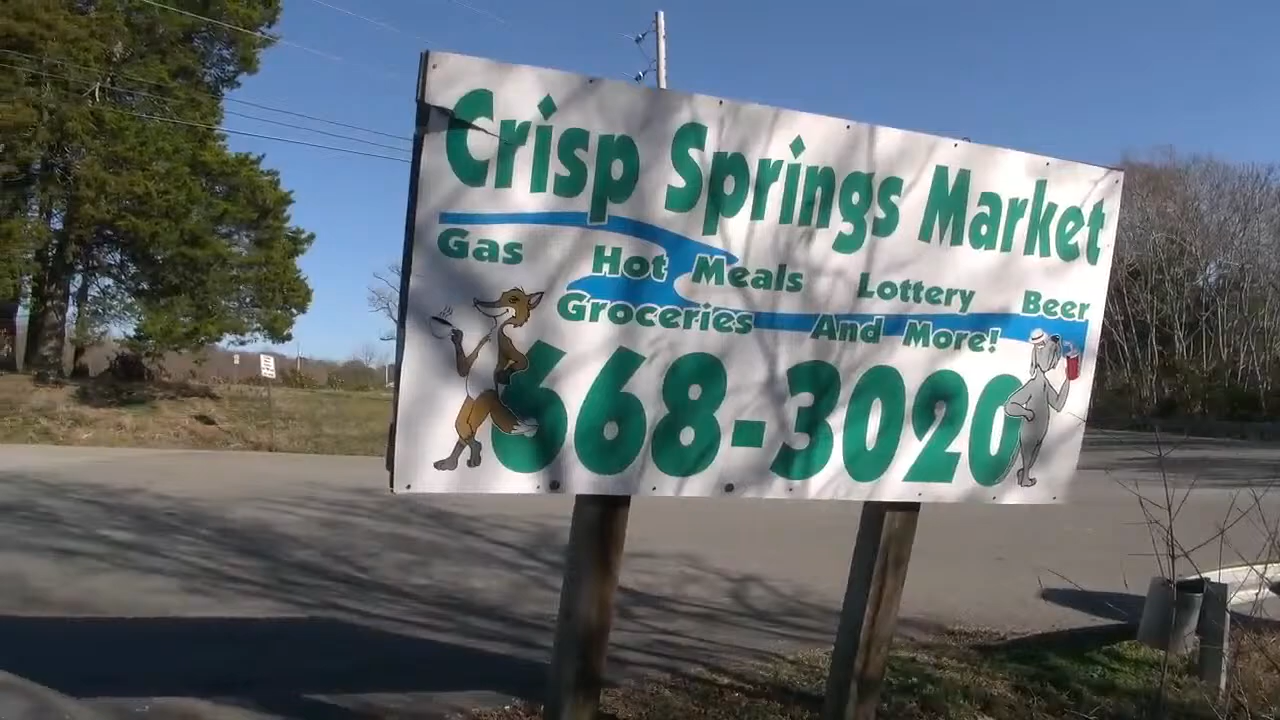 Crisp Springs Market
Gas Hot Meals Lottery Beer
Groceries And More!
668-3020